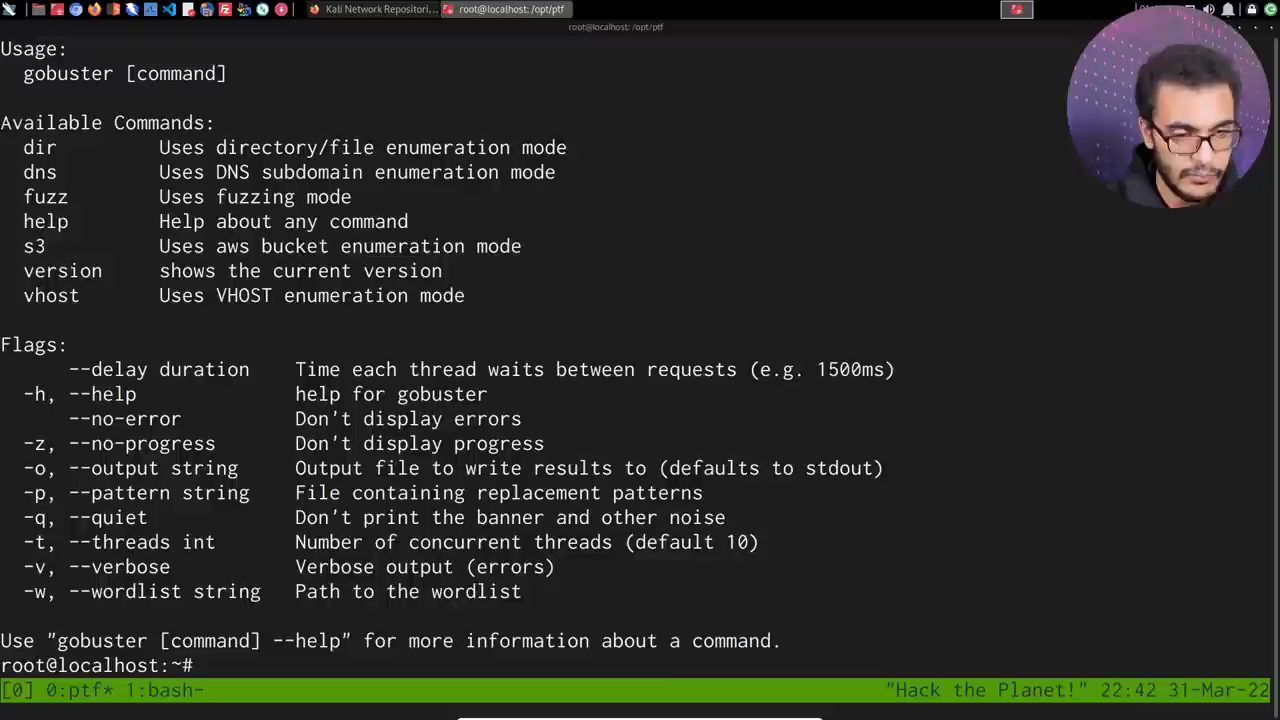 Kali Network Repositori...
root@localhost: /opt/ptf
root@localhost: /opt/ptf
Usage:
gobuster [command]
Available Commands:
dir Uses directory/file enumeration mode
dns Uses DNS subdomain enumeration mode
fuzz Uses fuzzing mode
help Help about any command
s3 Uses aws bucket enumeration mode
version shows the current version
vhost Uses VHOST enumeration mode
Flags:
--delay duration Time each thread waits between requests (e.g. 1500ms)
-h, --help help for gobuster
--no-error Don't display errors
-z, --no-progress Don't display progress
-o, --output string Output file to write results to (defaults to stdout)
-p, --pattern string File containing replacement patterns
-q, --quiet Don't print the banner and other noise
-t, --threads int Number of concurrent threads (default 10)
-v, --verbose Verbose output (errors)
-w, --wordlist string Path to the wordlist
Use "gobuster [command] --help" for more information about a command.
root@localhost:~#
[0] 0:ptf* 1:bash- "Hack the Planet!" 22:42 31-Mar-22